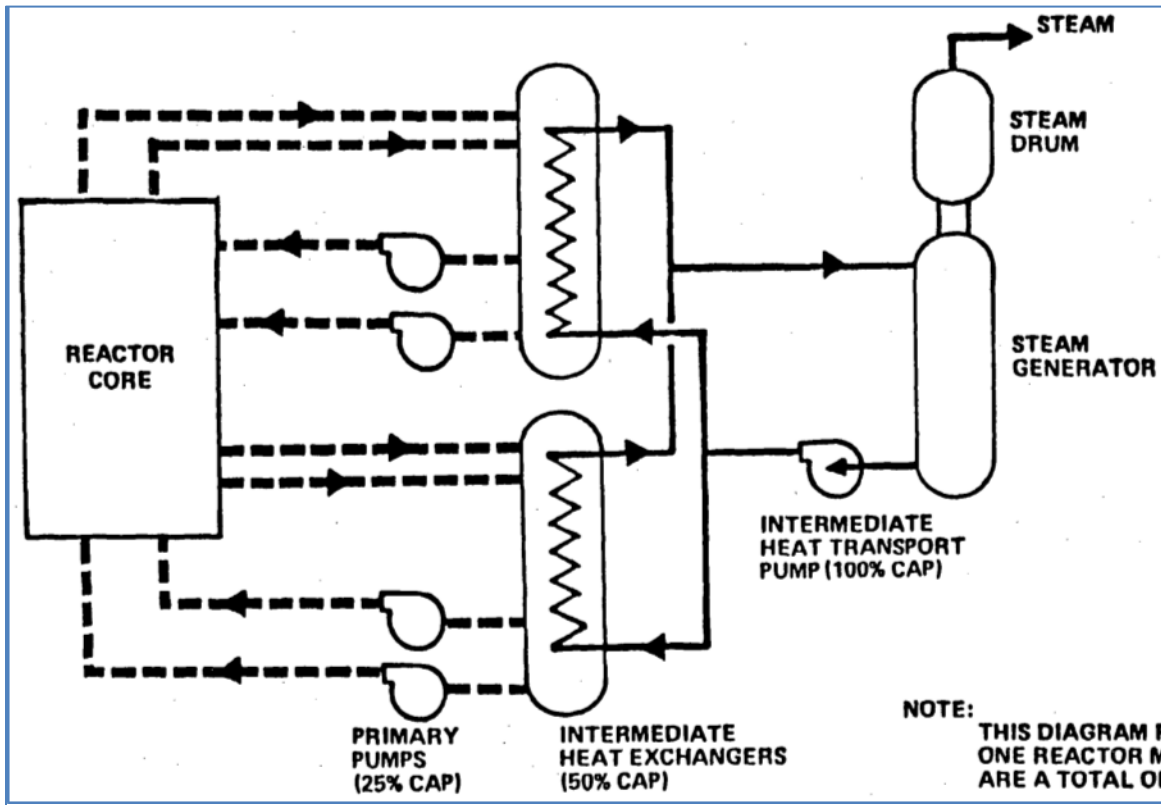 STEAM
STEAM
DRUM
REACTOR
CORE
STEAM
GENERATOR
INTERMEDIATE
HEAT TRANSPORT
PUMP (100% CAP)
PRIMARY
PUMPS
(25% CAP)
INTERMEDIATE
HEAT EXCHANGERS
(50% CAP)
NOTE:
THIS DIAGRAM
ONE REACTOR
ARE A TOTAL